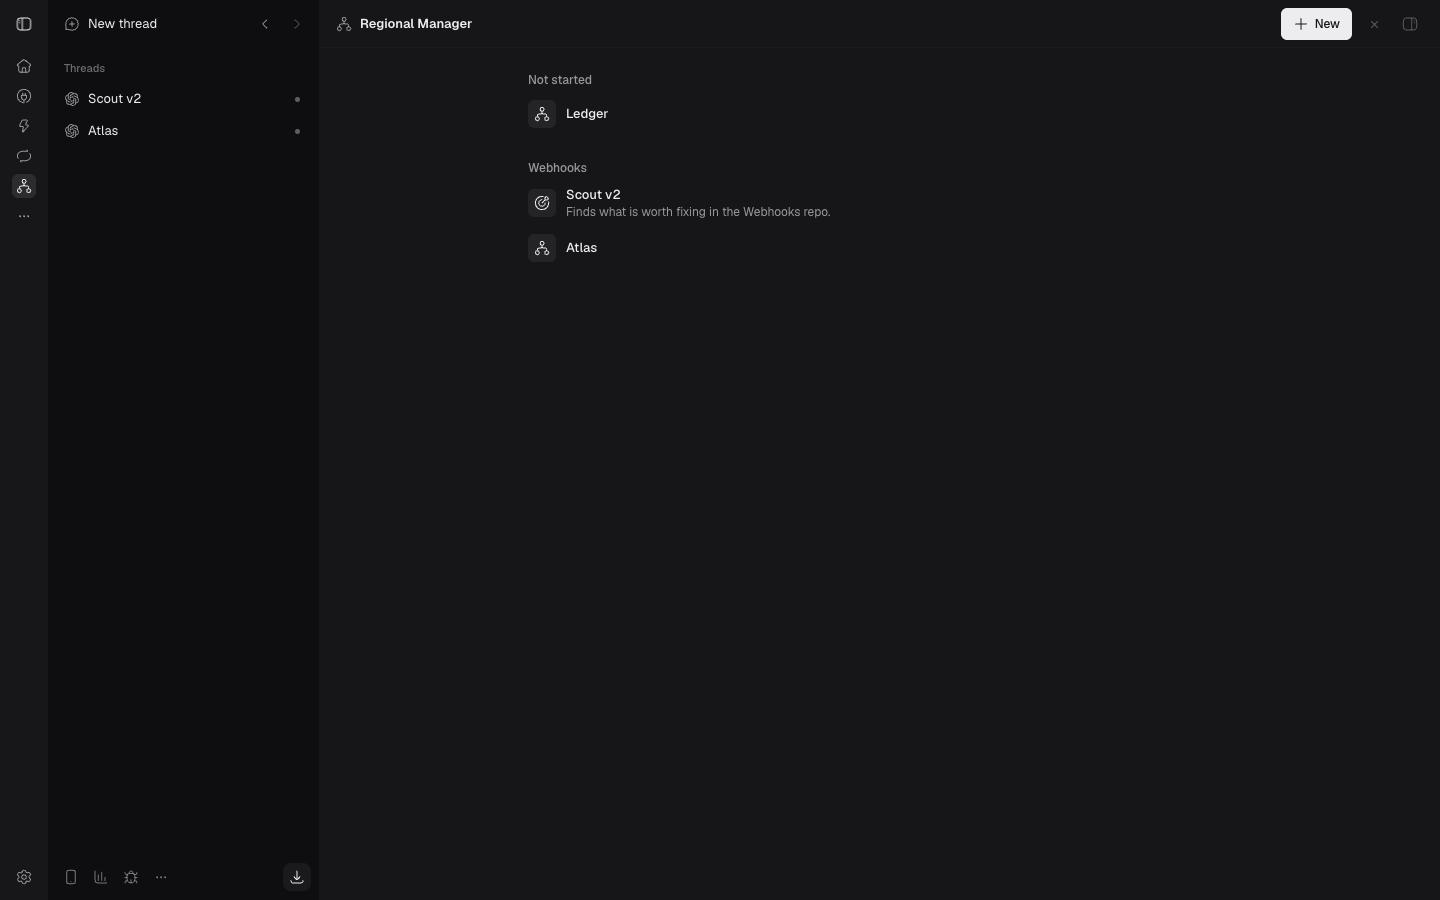 New thread
Threads
Scout v2
Atlas
Regional Manager
New
Not started
Ledger
Webhooks
Scout v2
Finds what is worth fixing in the Webhooks repo.
Atlas